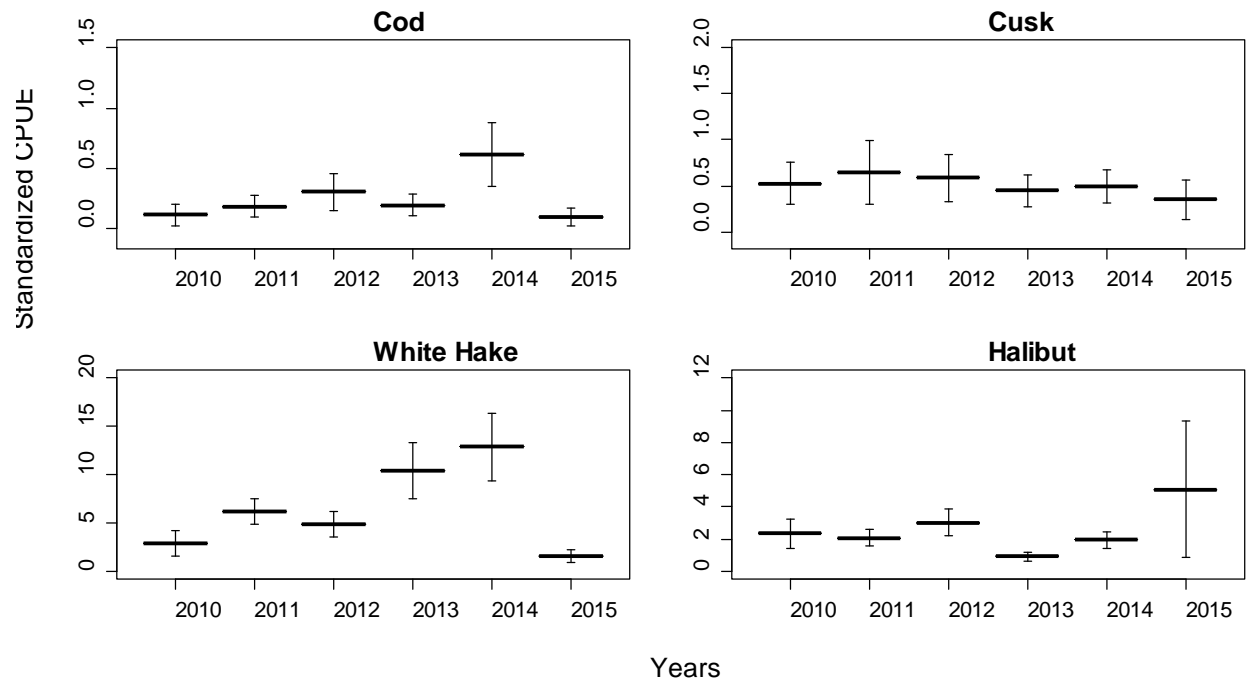 Cod
Cusk
Standardized CPUE
0.0 0.5 1.0 1.5
0.0 0.5 1.0 1.5 2.0
2010 2011 2012 2013 2014 2015
2010 2011 2012 2013 2014 2015
White Hake
Halibut
0 5 10 15 20
0 2 4 6 8 12
2010 2011 2012 2013 2014 2015
2010 2011 2012 2013 2014 2015
Years